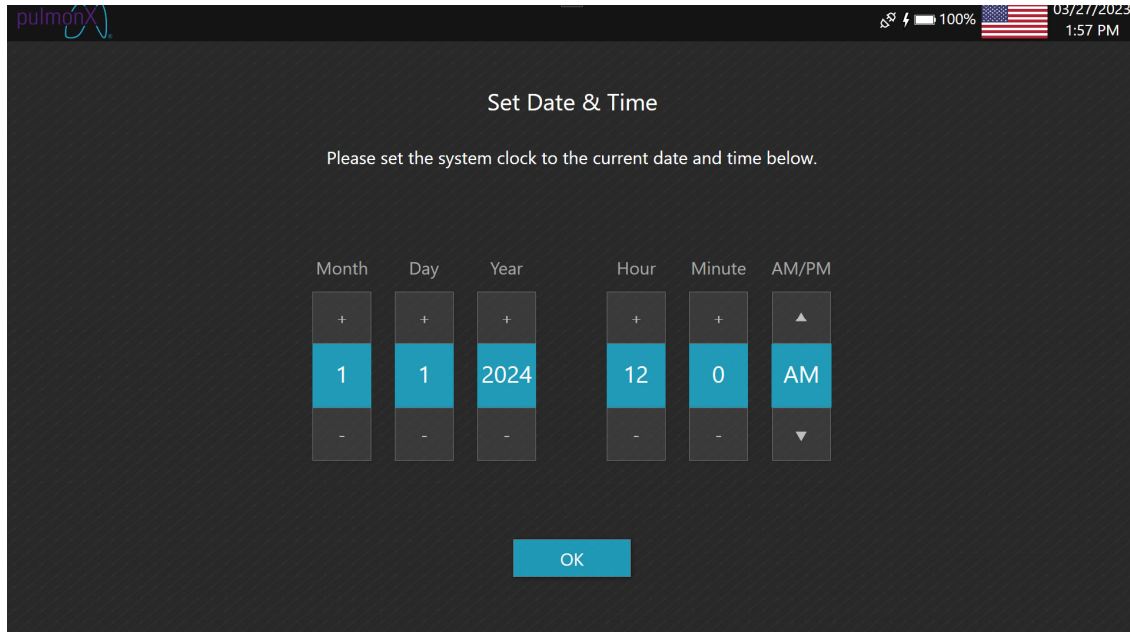 pulmonX
100%
03/27/2023
1:57 PM
Set Date & Time
Please set the system clock to the current date and time below.
Month Day Year Hour Minute AM/PM
+ + + + +
1 1 2024 12 0 AM
- - - - -
OK